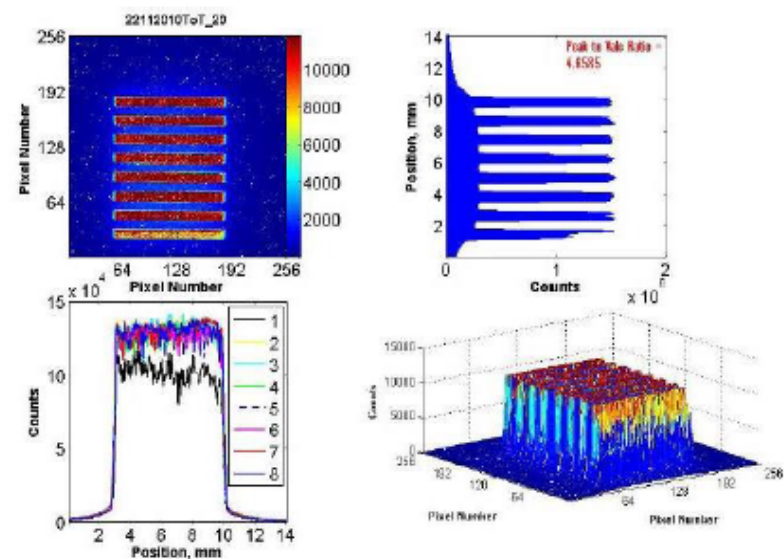 22112010ToT_20
256
192
128
64
Pixel Number
64 128 192 256
Pixel Number
10000
8000
6000
4000
2000
14
12
10
8
6
4
2
Position, mm
0 1 2
Counts
x 10
Peak to Vale Ratio =
4.6585
x 10^4
15
10
5
0
Counts
2 4 6 8 10 12 14
Position, mm
1
2
3
4
5
6
7
8
15000
10000
5000
0
Counts
256
192
128
64
Pixel Number
64
128
192
256
Pixel Number